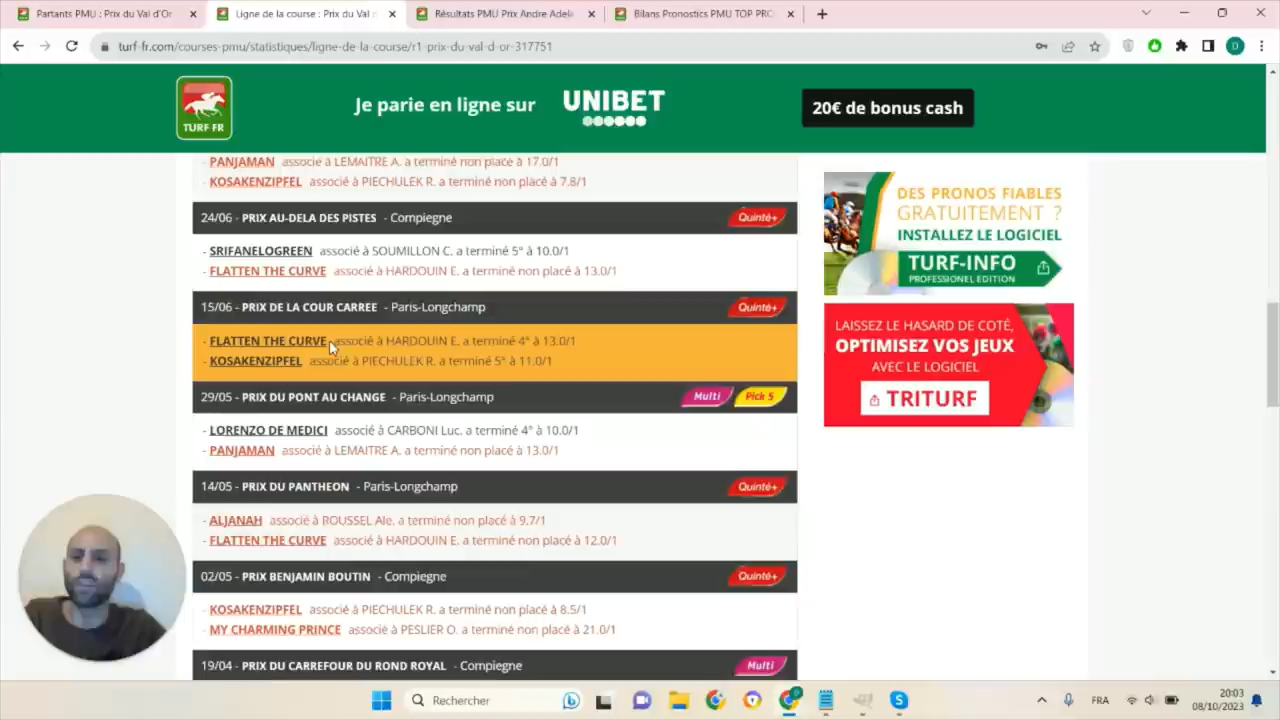 Partants PMU : Prix du Val d'Or
Ligne de la course : Prix du Val
Résultats PMU Prix Andre Adele
Bilans Pronostics PMU TOP PRO
turf-fr.com/courses-pmu/statistiques/ligne-de-la-course/r1-prix-du-val-d-or-317751
D
TURF FR
Je parie en ligne sur
UNIBET
20€ de bonus cash
- PANJAMAN associé à LEMAITRE A. a terminé non placé à 17.0/1
- KOSAKENZIPFEL associé à PIECHULEK R. a terminé non placé à 7.8/1
24/06 - PRIX AU-DELA DES PISTES - Compiegne Quinté+
- SRIFANELOGREEN associé à SOUMILLON C. a terminé 5° à 10.0/1
- FLATTEN THE CURVE associé à HARDOUIN E. a terminé non placé à 13.0/1
15/06 - PRIX DE LA COUR CARREE - Paris-Longchamp Quinté+
- FLATTEN THE CURVE associé à HARDOUIN E. a terminé 4° à 13.0/1
- KOSAKENZIPFEL associé à PIECHULEK R. a terminé 5° à 11.0/1
29/05 - PRIX DU PONT AU CHANGE - Paris-Longchamp Multi Pick 5
- LORENZO DE MEDICI associé à CARBONI Luc. a terminé 4° à 10.0/1
- PANJAMAN associé à LEMAITRE A. a terminé non placé à 13.0/1
14/05 - PRIX DU PANTHEON - Paris-Longchamp Quinté+
- ALJANAH associé à ROUSSEL Ale. a terminé non placé à 9.7/1
- FLATTEN THE CURVE associé à HARDOUIN E. a terminé non placé à 12.0/1
02/05 - PRIX BENJAMIN BOUTIN - Compiegne Quinté+
- KOSAKENZIPFEL associé à PIECHULEK R. a terminé non placé à 8.5/1
- MY CHARMING PRINCE associé à PESLIER O. a terminé non placé à 21.0/1
19/04 - PRIX DU CARREFOUR DU ROND ROYAL - Compiegne Multi
DES PRONOS FIABLES
GRATUITEMENT ?
INSTALLEZ LE LOGICIEL
TURF-INFO
PROFESSIONEL EDITION
LAISSEZ LE HASARD DE COTÉ,
OPTIMISEZ VOS JEUX
AVEC LE LOGICIEL
TRITURF
Rechercher
FRA
20:03
08/10/2023